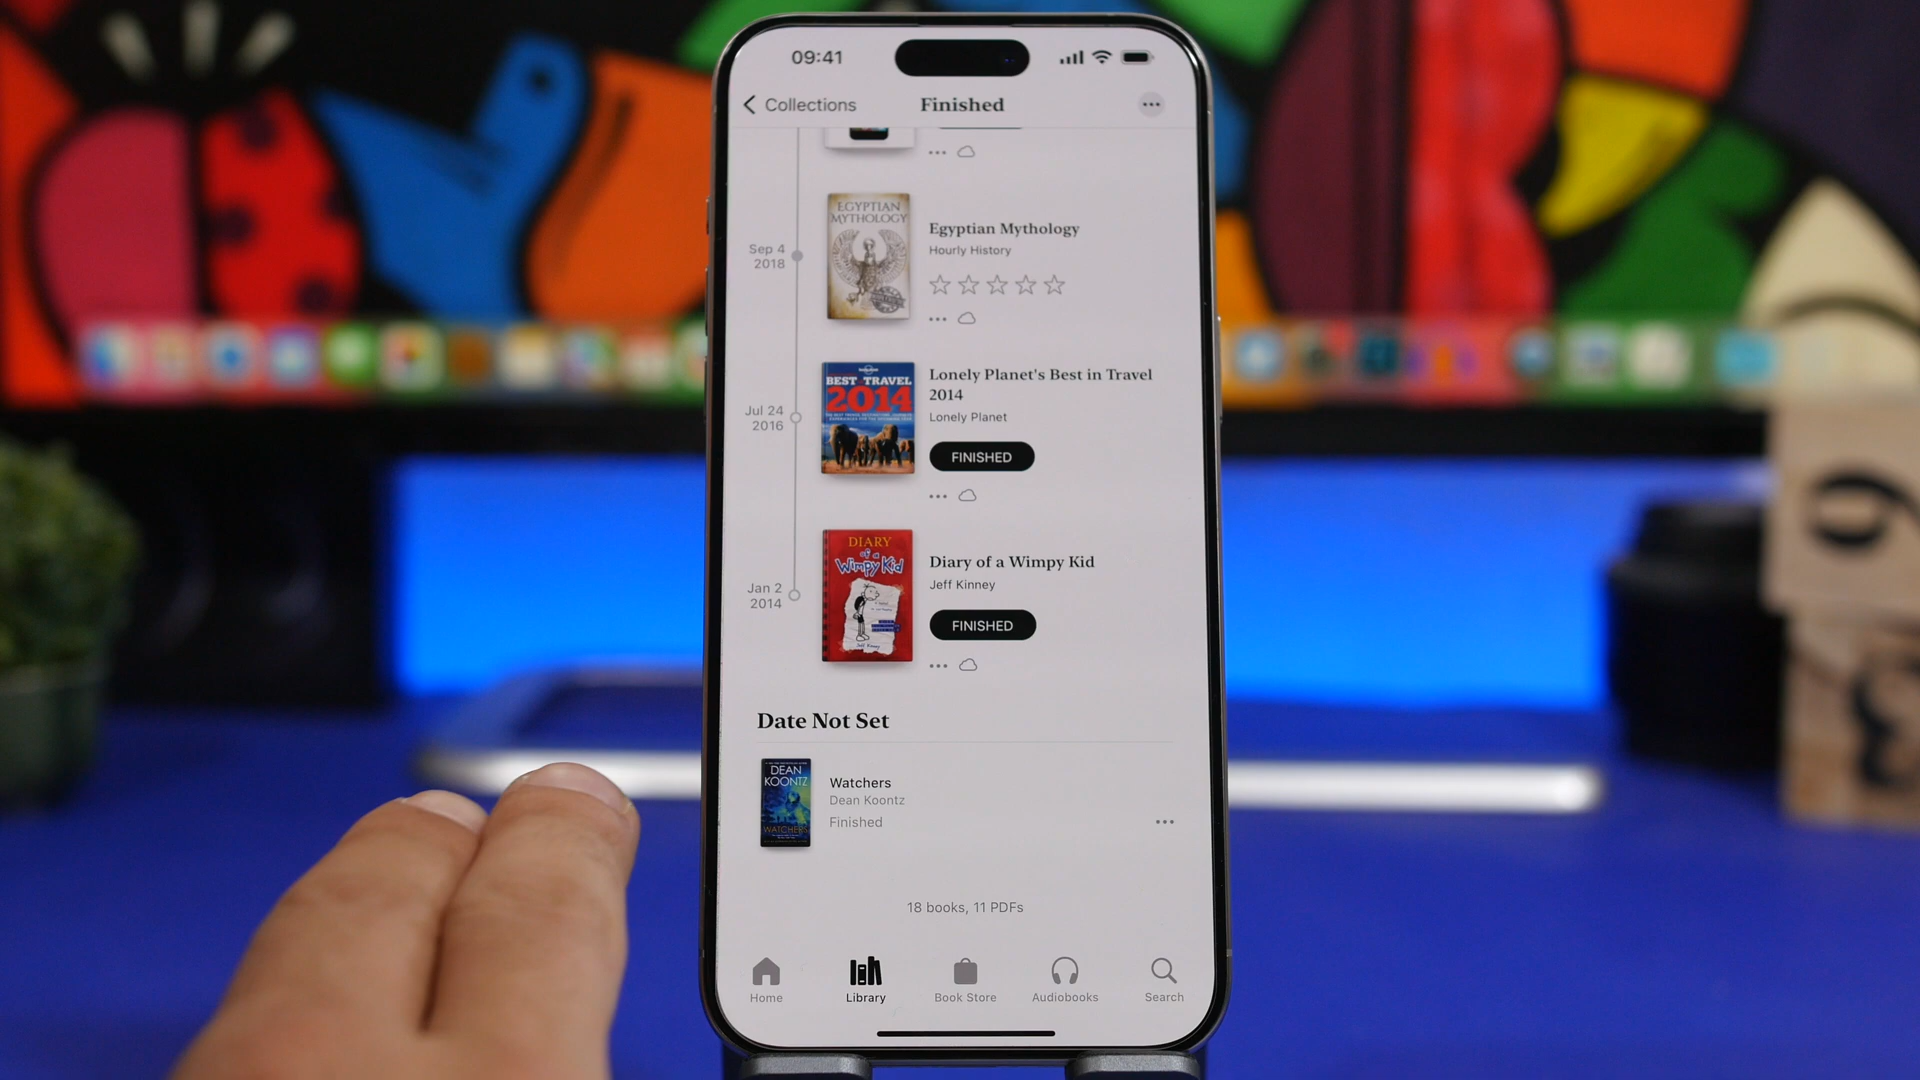 09:41
Collections
Finished
Sep 4
2018
EGYPTIAN
MYTHOLOGY
Egyptian Mythology
Hourly History
Jul 24
2016
BEST TRAVEL
2014
Lonely Planet's Best in Travel
2014
Lonely Planet
FINISHED
Jan 2
2014
DIARY
of a
Wimpy Kid
Jeff Kinney
Diary of a Wimpy Kid
Jeff Kinney
FINISHED
Date Not Set
DEAN
KOONTZ
WATCHERS
Watchers
Dean Koontz
Finished
18 books, 11 PDFs
Home
Library
Book Store
Audiobooks
Search